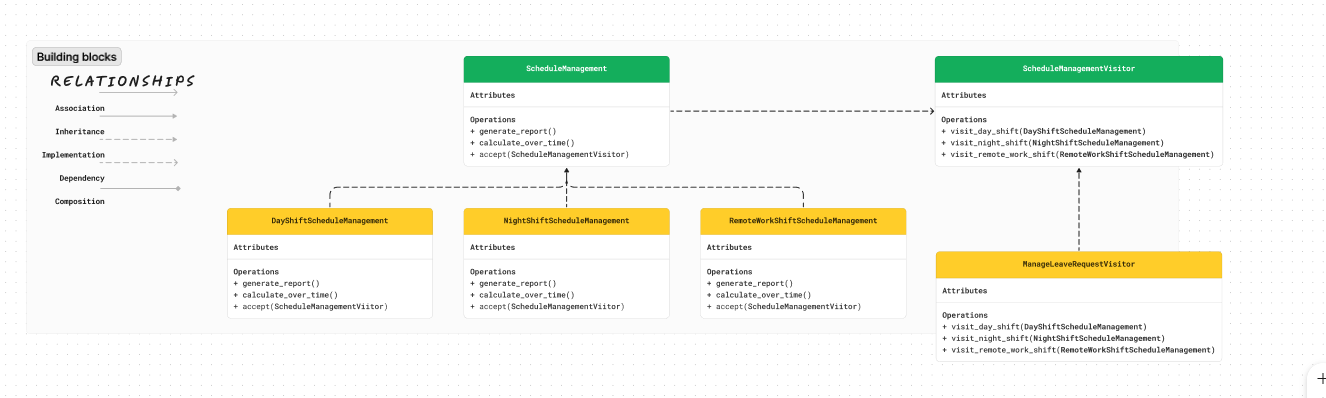 Building blocks
RELATIONSHIPS
Association
Inheritance
Implementation
Dependency
Composition
ScheduleManagement
Attributes
Operations
+ generate_report()
+ calculate_over_time()
+ accept(ScheduleManagementVisitor)
ScheduleManagementVisitor
Attributes
Operations
+ visit_day_shift(DayShiftScheduleManagement)
+ visit_night_shift(NightShiftScheduleManagement)
+ visit_remote_work_shift(RemoteWorkShiftScheduleManagement)
DayShiftScheduleManagement
Attributes
Operations
+ generate_report()
+ calculate_over_time()
+ accept(ScheduleManagementViitor)
NightShiftScheduleManagement
Attributes
Operations
+ generate_report()
+ calculate_over_time()
+ accept(ScheduleManagementViitor)
RemoteWorkShiftScheduleManagement
Attributes
Operations
+ generate_report()
+ calculate_over_time()
+ accept(ScheduleManagementViitor)
ManageLeaveRequestVisitor
Attributes
Operations
+ visit_day_shift(DayShiftScheduleManagement)
+ visit_night_shift(NightShiftScheduleManagement)
+ visit_remote_work_shift(RemoteWorkShiftScheduleManagement)